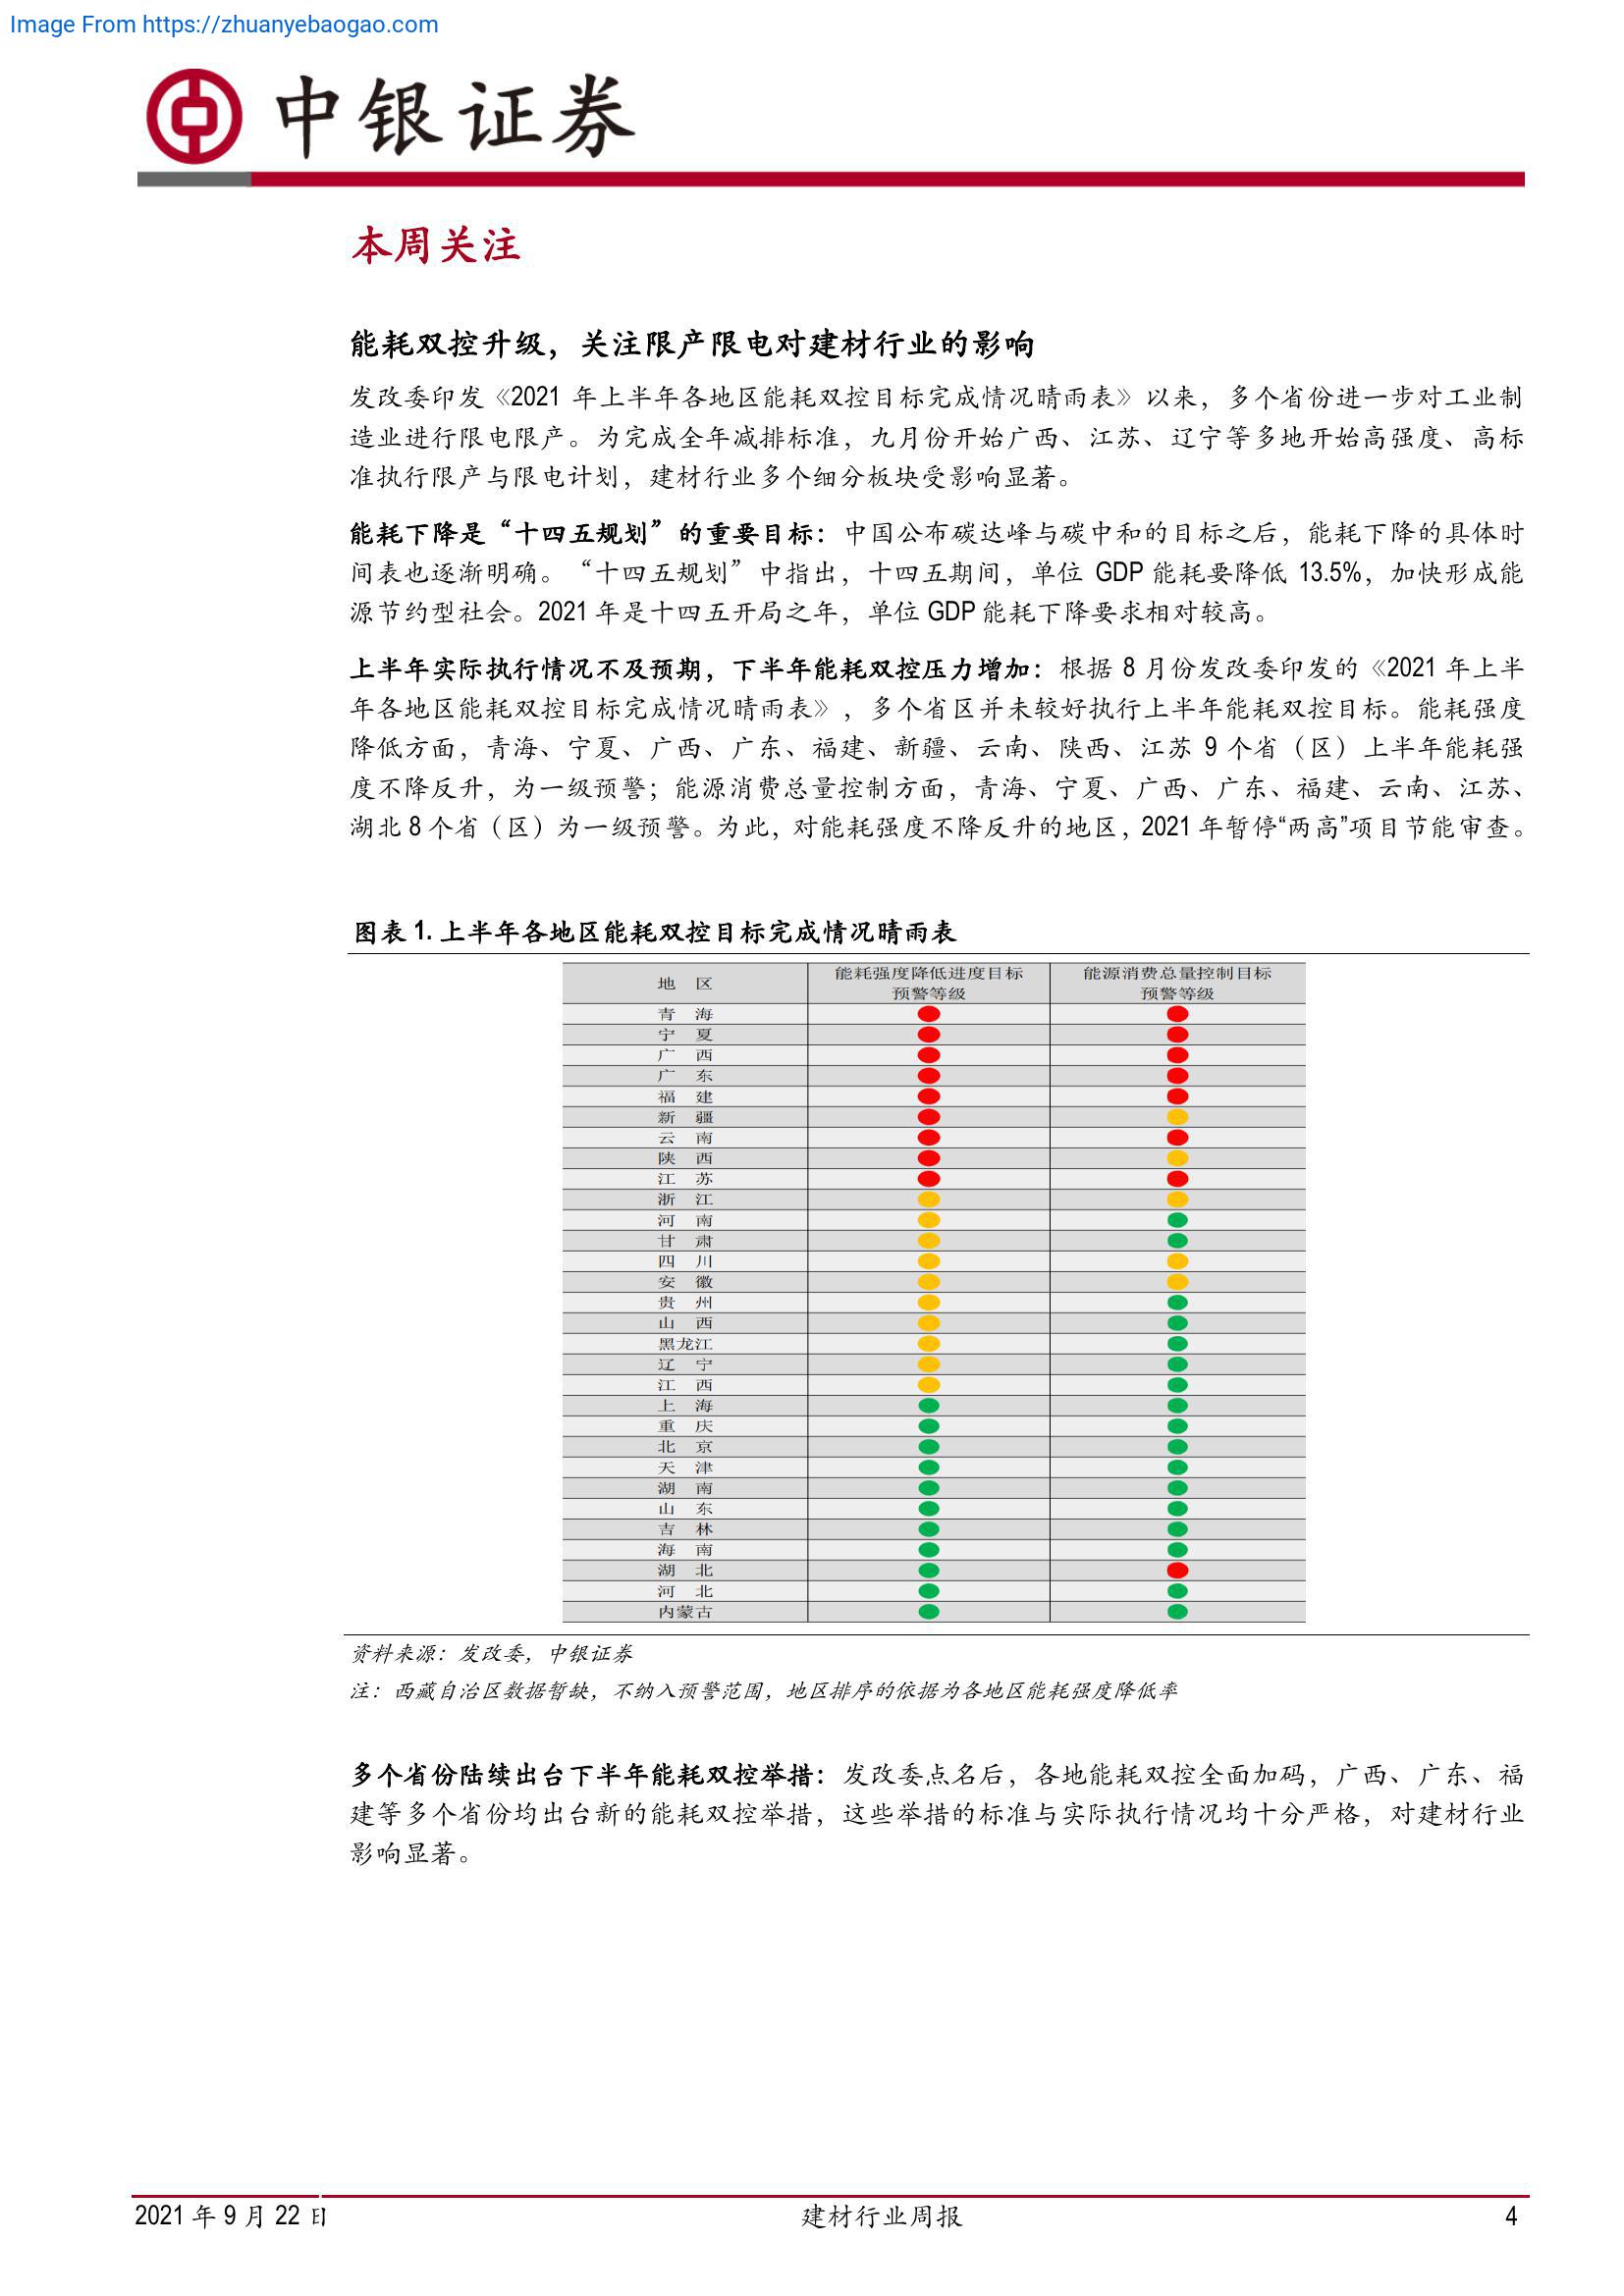 Image From https://zhuanyebaogao.com
中银证券
本周关注
能耗双控升级，关注限产限电对建材行业的影响
发改委印发《2021 年上半年各地区能耗双控目标完成情况晴雨表》以来，多个省份进一步对工业制
造业进行限电限产。为完成全年减排标准，九月份开始广西、江苏、辽宁等多地开始高强度、高标
准执行限产与限电计划，建材行业多个细分板块受影响显著。
能耗下降是“十四五规划”的重要目标：中国公布碳达峰与碳中和的目标之后，能耗下降的具体时
间表也逐渐明确。“十四五规划”中指出，十四五期间，单位 GDP 能耗要降低 13.5%，加快形成能
源节约型社会。2021 年是十四五开局之年，单位 GDP 能耗下降要求相对较高。
上半年实际执行情况不及预期，下半年能耗双控压力增加：根据 8 月份发改委印发的《2021 年上半
年各地区能耗双控目标完成情况晴雨表》，多个省区并未较好执行上半年能耗双控目标。能耗强度
降低方面，青海、宁夏、广西、广东、福建、新疆、云南、陕西、江苏 9 个省（区）上半年能耗强
度不降反升，为一级预警；能源消费总量控制方面，青海、宁夏、广西、广东、福建、云南、江苏、
湖北 8 个省（区）为一级预警。为此，对能耗强度不降反升的地区，2021 年暂停“两高”项目节能审查。
图表 1. 上半年各地区能耗双控目标完成情况晴雨表
地 区 能耗强度降低进度目标 能源消费总量控制目标
预警等级 预警等级
青 海
宁 夏
广 西
广 东
福 建
新 疆
云 南
陕 西
江 苏
浙 江
河 南
甘 肃
四 川
安 徽
贵 州
山 西
黑龙江
辽 宁
江 西
上 海
重 庆
北 京
天 津
湖 南
山 东
吉 林
海 南
湖 北
河 北
内蒙古
资料来源：发改委，中银证券
注：西藏自治区数据暂缺，不纳入预警范围，地区排序的依据为各地区能耗强度降低率
多个省份陆续出台下半年能耗双控举措：发改委点名后，各地能耗双控全面加码，广西、广东、福
建等多个省份均出台新的能耗双控举措，这些举措的标准与实际执行情况均十分严格，对建材行业
影响显著。
2021 年 9 月 22 日 建材行业周报 4